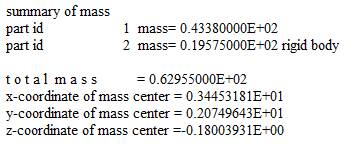 summary of mass
part id 1 mass= 0.43380000E+02
part id 2 mass= 0.19575000E+02 rigid body
t o t a l m a s s = 0.62955000E+02
x-coordinate of mass center = 0.34453181E+01
y-coordinate of mass center = 0.20749643E+01
z-coordinate of mass center =-0.18003931E+00